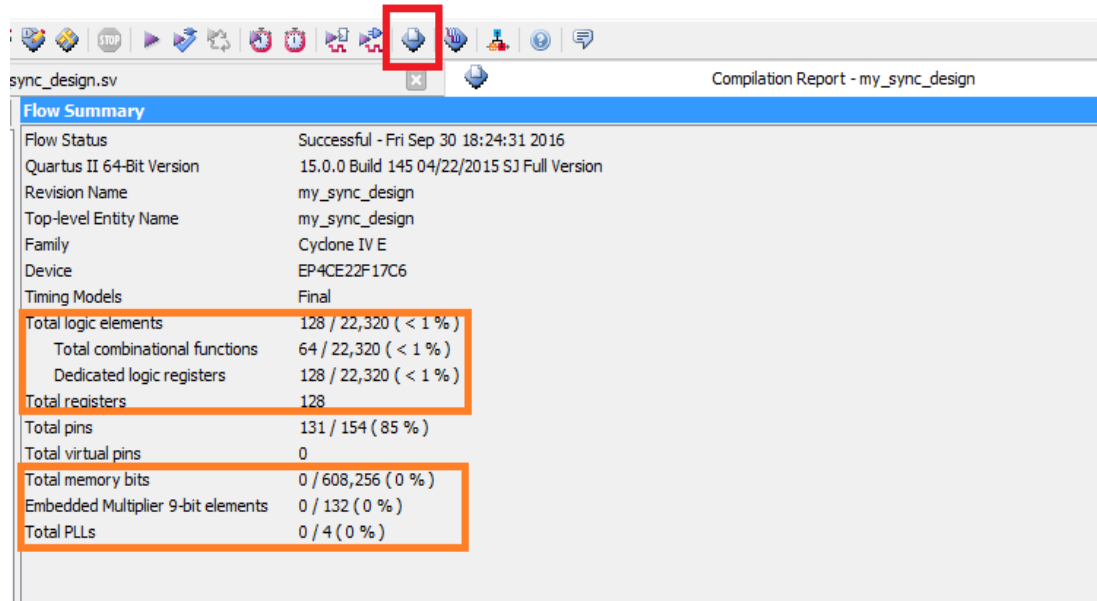 STOP
sync_design.sv
Compilation Report - my_sync_design
Flow Summary
Flow Status Successful - Fri Sep 30 18:24:31 2016
Quartus II 64-Bit Version 15.0.0 Build 145 04/22/2015 SJ Full Version
Revision Name my_sync_design
Top-level Entity Name my_sync_design
Family Cyclone IV E
Device EP4CE22F17C6
Timing Models Final
Total logic elements 128 / 22,320 ( < 1 % )
Total combinational functions 64 / 22,320 ( < 1 % )
Dedicated logic registers 128 / 22,320 ( < 1 % )
Total registers 128
Total pins 131 / 154 ( 85 % )
Total virtual pins 0
Total memory bits 0 / 608,256 ( 0 % )
Embedded Multiplier 9-bit elements 0 / 132 ( 0 % )
Total PLLs 0 / 4 ( 0 % )